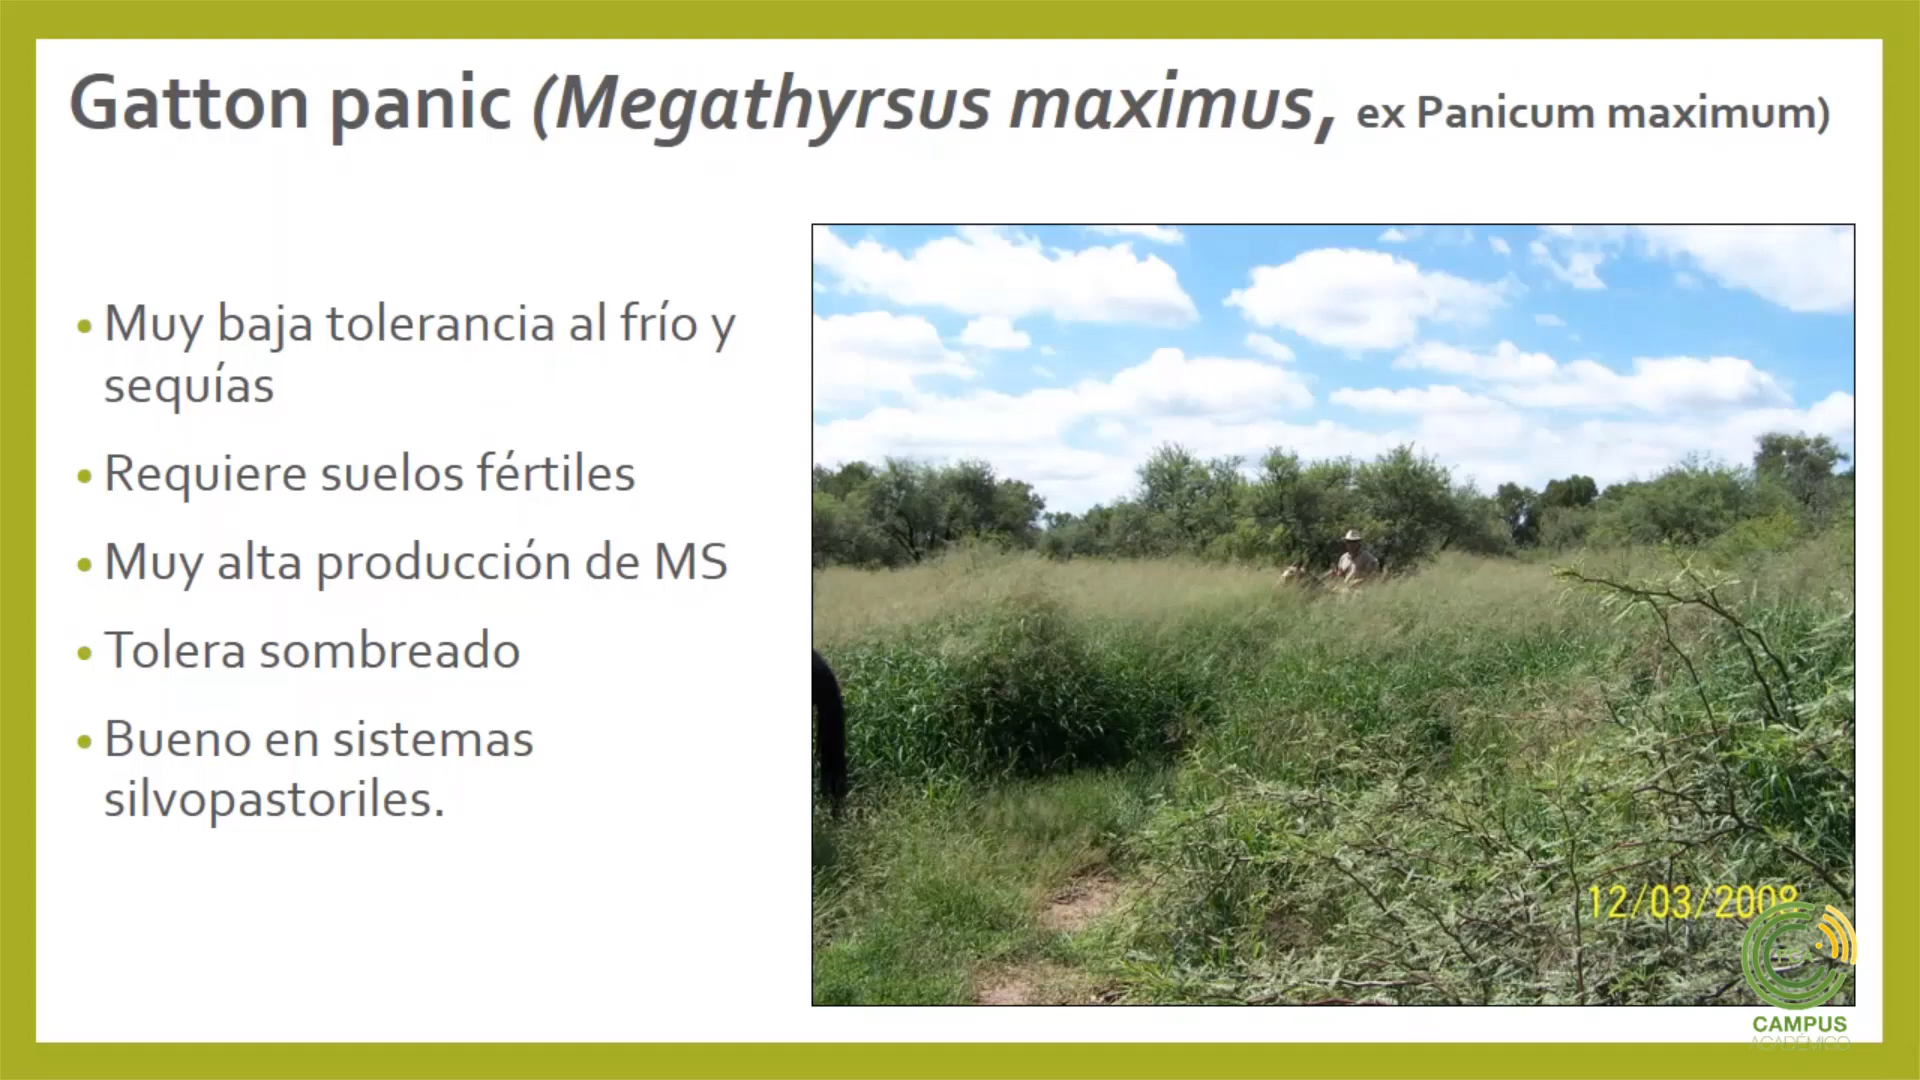 Gatton panic (Megathyrsus maximus, ex Panicum maximum)
• Muy baja tolerancia al frío y
sequías
• Requiere suelos fértiles
• Muy alta producción de MS
• Tolera sombreado
• Bueno en sistemas
silvopastoriles.
12/03/2008
CAMPUS
ACADÉMICO